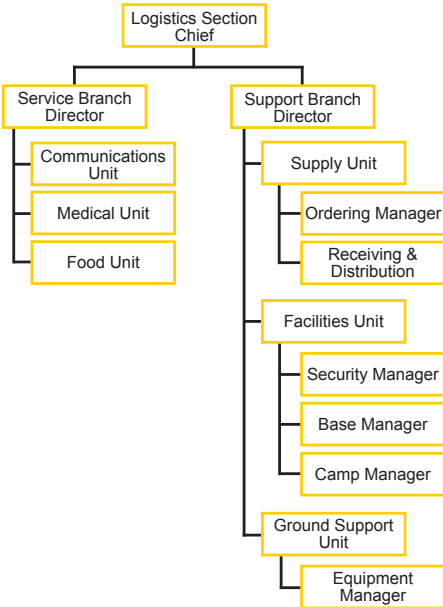 Logistics Section
Chief
Service Branch
Director
Communications
Unit
Medical Unit
Food Unit
Support Branch
Director
Supply Unit
Ordering Manager
Receiving &
Distribution
Facilities Unit
Security Manager
Base Manager
Camp Manager
Ground Support
Unit
Equipment
Manager